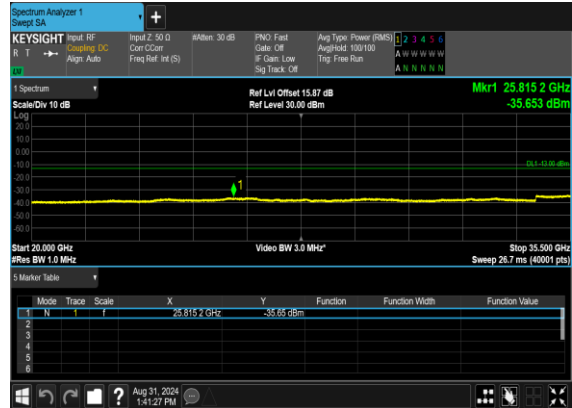 Spectrum Analyzer 1
Swept SA
+
KEYSIGHT Input: RF Input Z: 50 Ω #Atten: 30 dB PNO: Fast Avg Type: Power (RMS) 1 2 3 4 5 6
R T Coupling: DC Corr CCorr Gate: Off Avg|Hold: 100/100 A W W W W W
Align: Auto Freq Ref: Int (S) IF Gain: Low Trig: Free Run
Sig Track: Off A N N N N N
1 Spectrum Ref Lvl Offset 15.87 dB Mkr1 25.815 2 GHz
Scale/Div 10 dB Ref Level 30.00 dBm -35.653 dBm
Log
20.0
10.0
0.00
-10.0
DL1 -13.00 dBm
-20.0
1
-30.0
-40.0
-50.0
-60.0
Start 20.000 GHz Video BW 3.0 MHz* Stop 35.500 GHz
#Res BW 1.0 MHz Sweep 26.7 ms (40001 pts)
5 Marker Table
Mode Trace Scale X Y Function Function Width Function Value
1 N 1 f 25.815 2 GHz -35.65 dBm
2
3
4
5
6
? Aug 31, 2024
1:41:27 PM